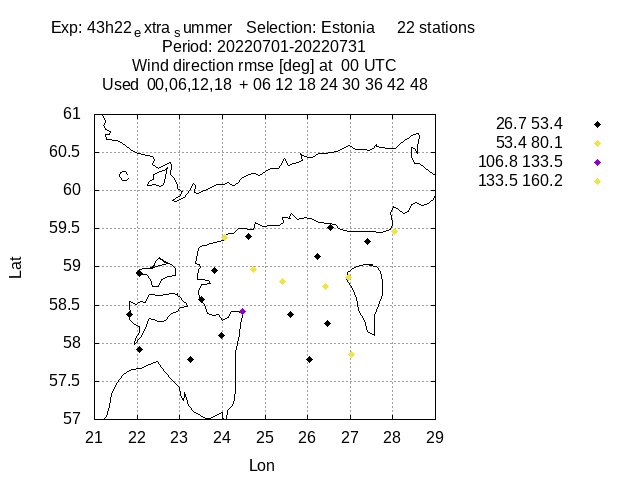 Exp: 43h22extra summer Selection: Estonia 22 stations
Period: 20220701-20220731
Wind direction rmse [deg] at 00 UTC
Used 00,06,12,18 + 06 12 18 24 30 36 42 48
26.7 53.4
53.4 80.1
106.8 133.5
133.5 160.2
61
60.5
60
59.5
59
58.5
58
57.5
57
Lat
21 22 23 24 25 26 27 28 29
Lon